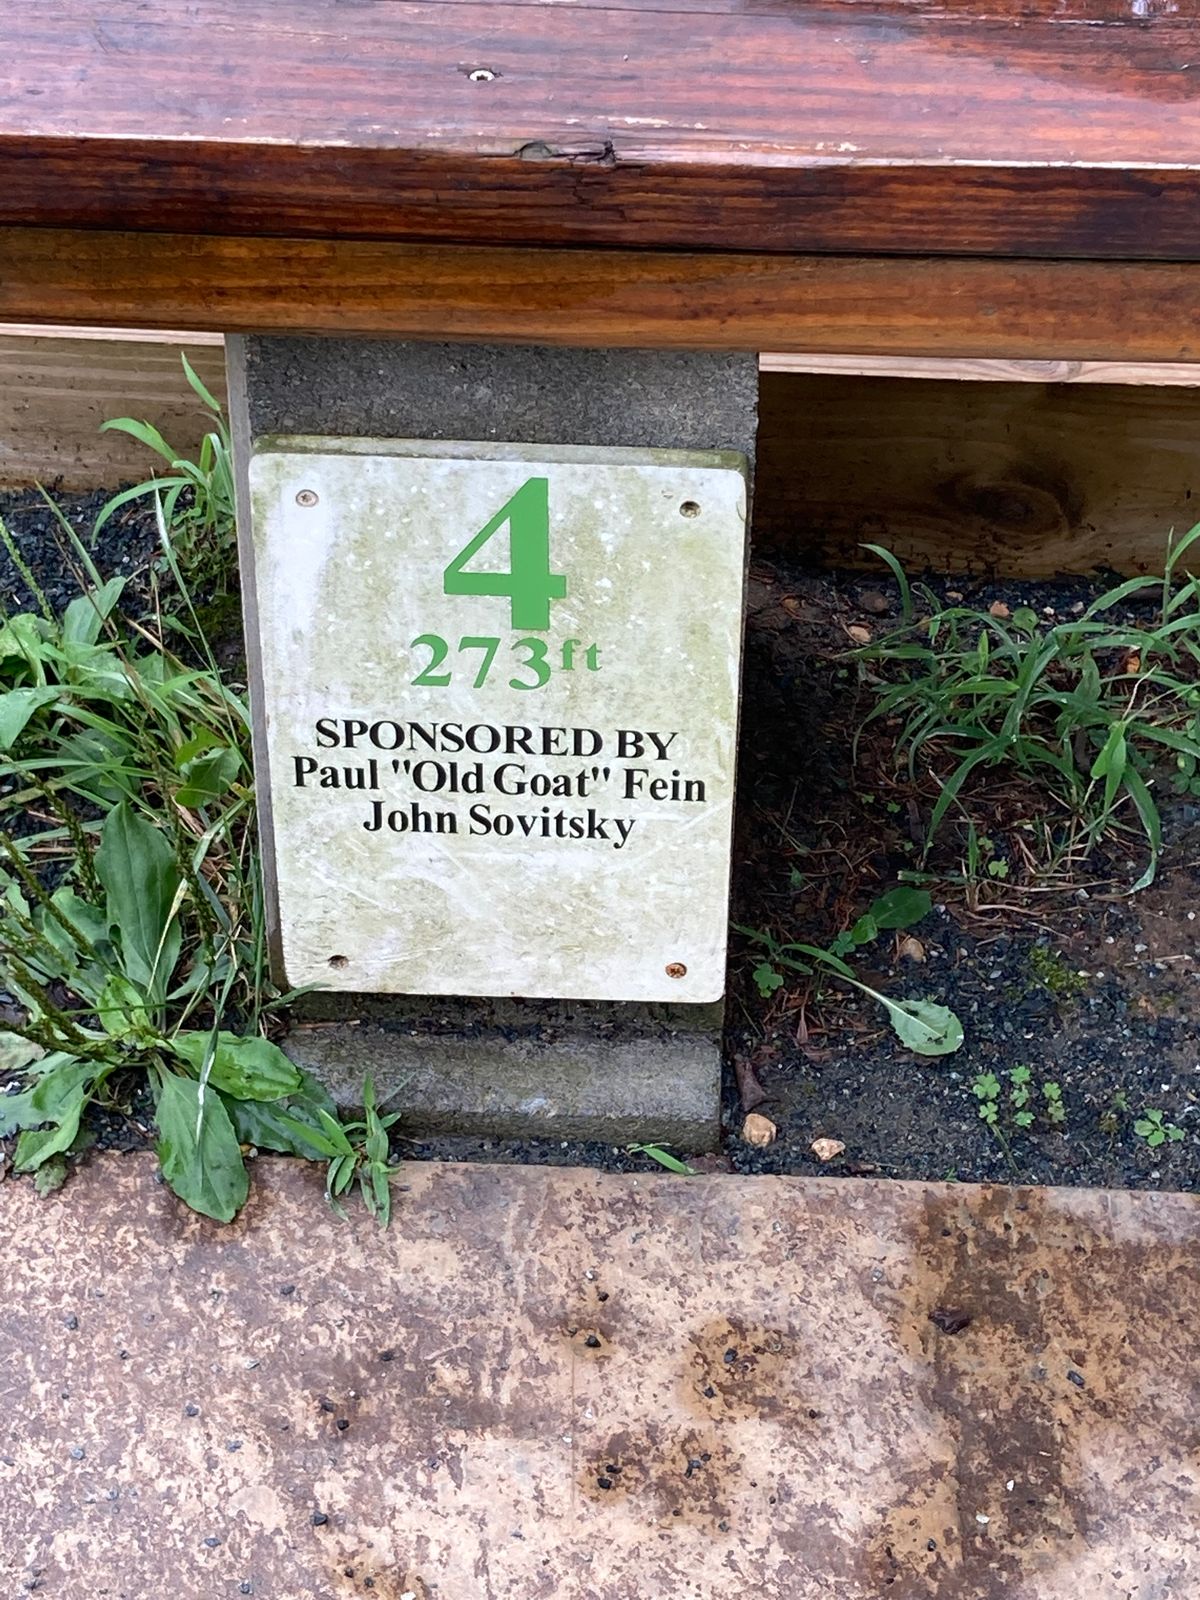 4
273ft
SPONSORED BY
Paul "Old Goat" Fein
John Sovitsky